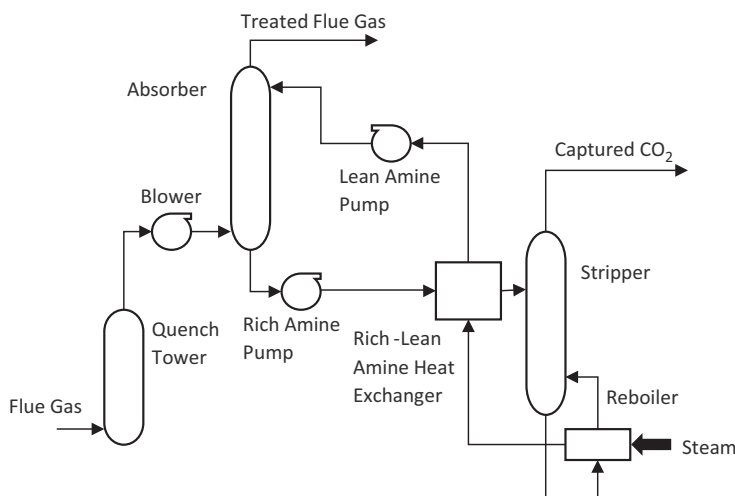 Treated Flue Gas
Absorber
Captured CO₂
Lean Amine
Pump
Blower
Stripper
Quench
Tower
Rich Amine
Pump
Rich -Lean
Amine Heat
Exchanger
Flue Gas
Reboiler
Steam